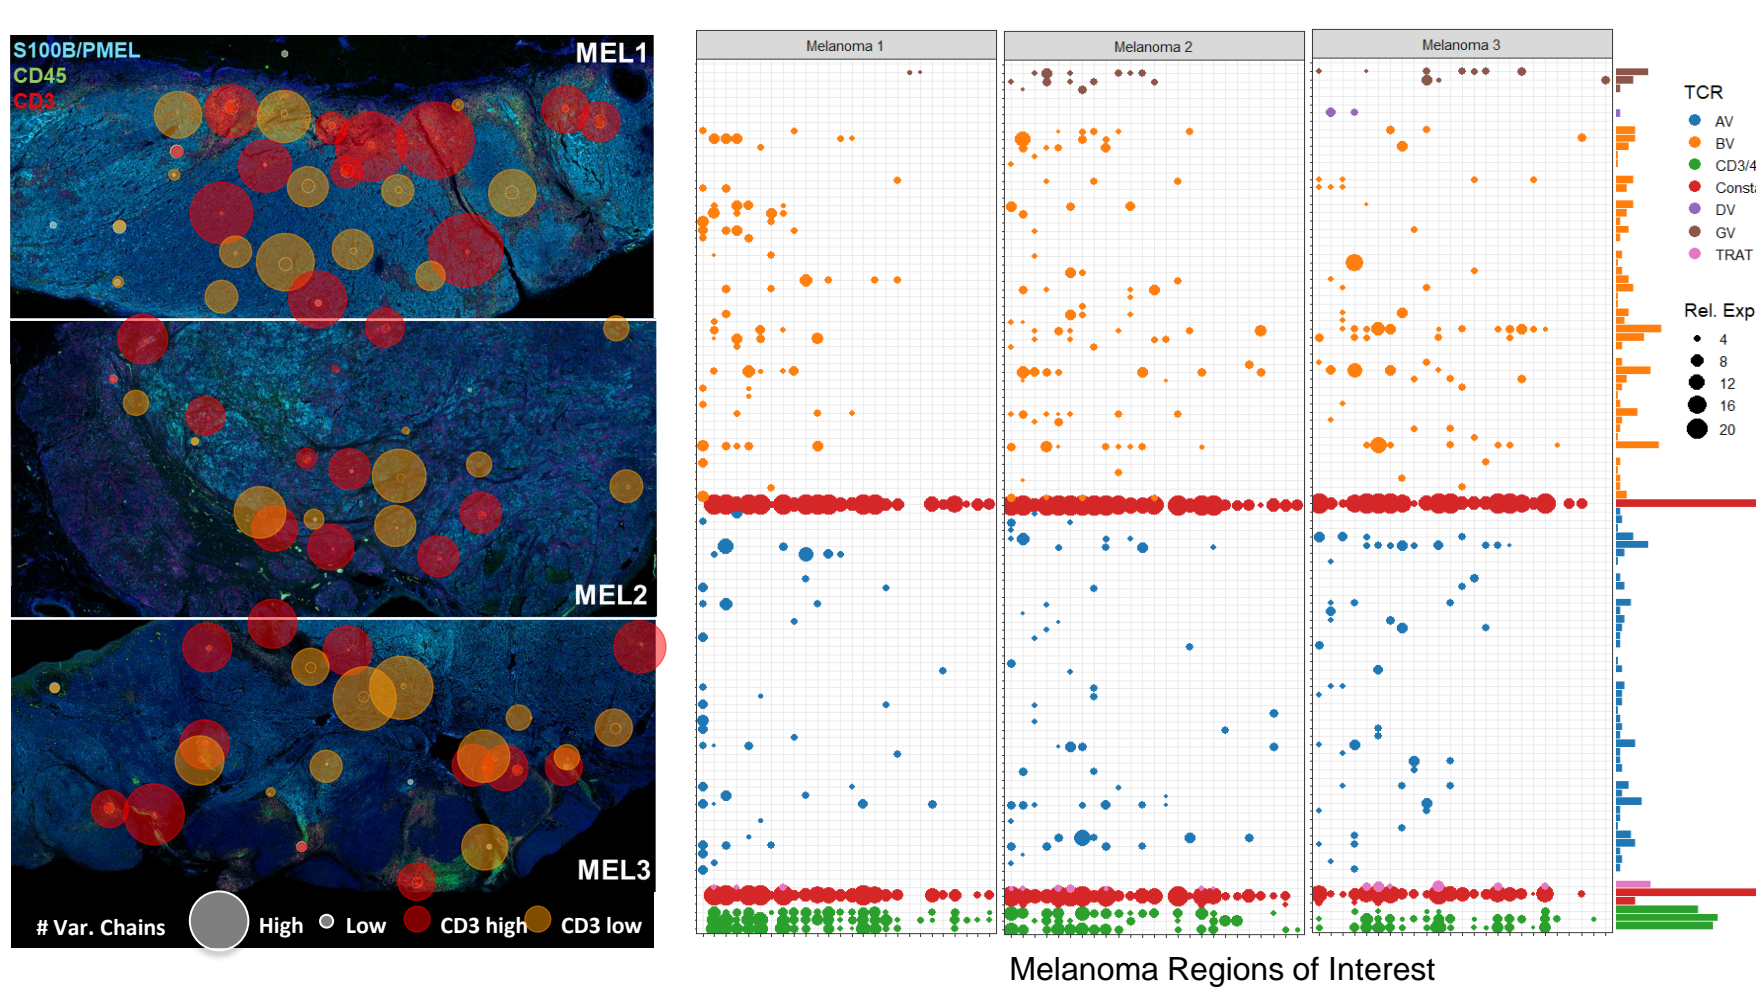 S100B/PMEL
CD45
CD3
MEL1
MEL2
MEL3
# Var. Chains
High
Low
CD3 high
CD3 low
Melanoma 1
Melanoma 2
Melanoma 3
Melanoma Regions of Interest
TCR
AV
BV
CD3/4
Consta
DV
GV
TRAT
Rel. Exp
4
8
12
16
20